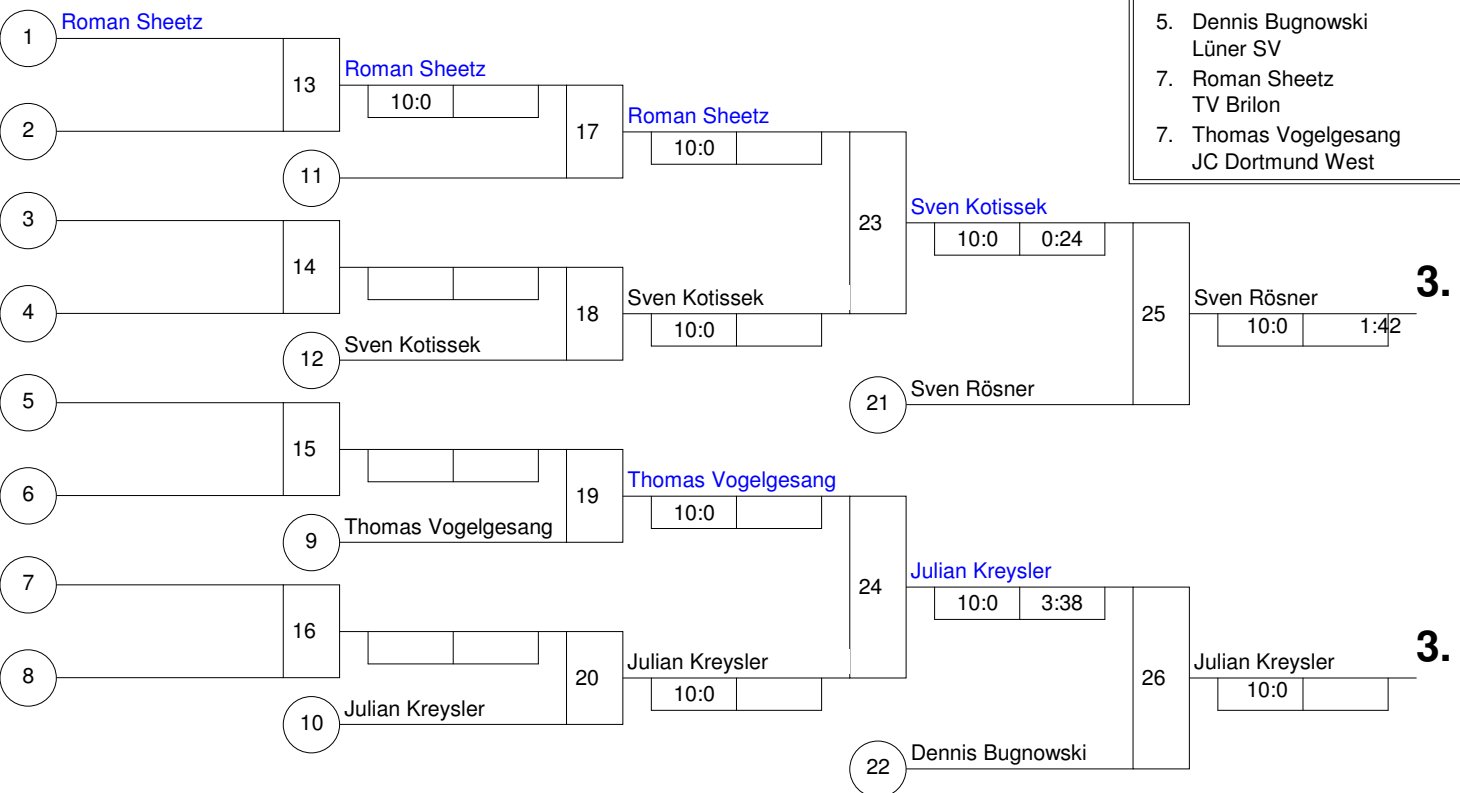 5. Dennis Bugnowski
Lüner SV
7. Roman Sheetz
TV Brilon
7. Thomas Vogelgesang
JC Dortmund West
1 Roman Sheetz
13 Roman Sheetz
10:0
2
17 Roman Sheetz
10:0
11
3
23 Sven Kotissek
10:0 0:24
14
4
18 Sven Kotissek
10:0
12 Sven Kotissek
25 Sven Rösner 3.
10:0 1:42
21 Sven Rösner
5
15
6
19 Thomas Vogelgesang
10:0
9 Thomas Vogelgesang
7
24 Julian Kreysler
10:0 3:38
16
8
20 Julian Kreysler
10:0
10 Julian Kreysler
26 Julian Kreysler 3.
10:0
22 Dennis Bugnowski